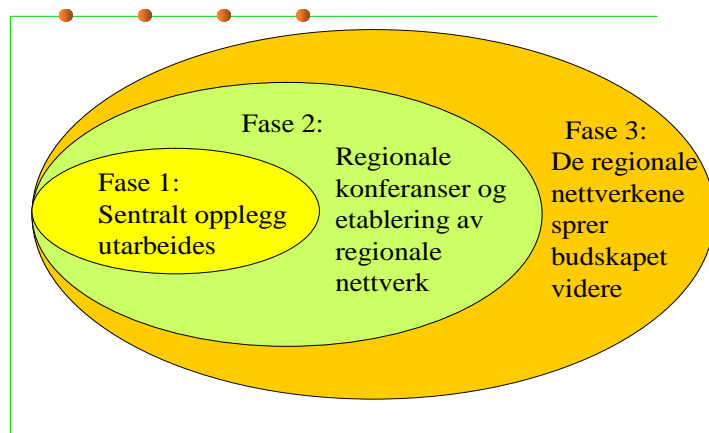 Fase 1:
Sentralt opplegg
utarbeides
Fase 2:
Regionale
konferanser og
etablering av
regionale
nettverk
Fase 3:
De regionale
nettverkene
sprer
budskapet
videre